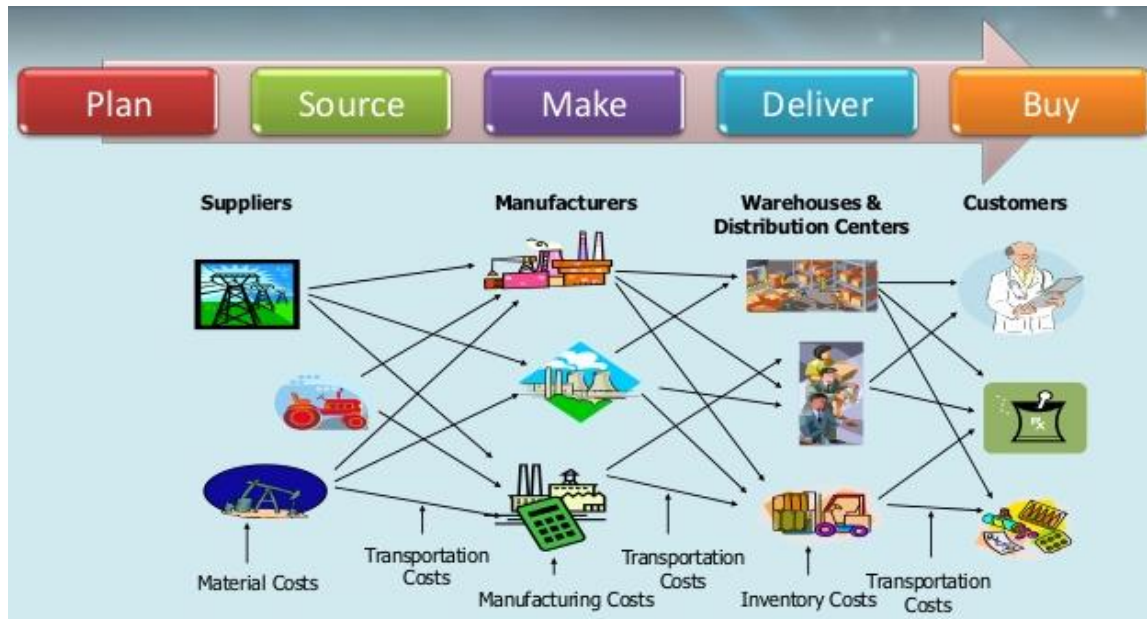 Plan
Source
Make
Deliver
Buy
Suppliers
Manufacturers
Warehouses &
Distribution Centers
Customers
Material Costs
Transportation
Costs
Manufacturing Costs
Transportation
Costs
Inventory Costs
Transportation
Costs